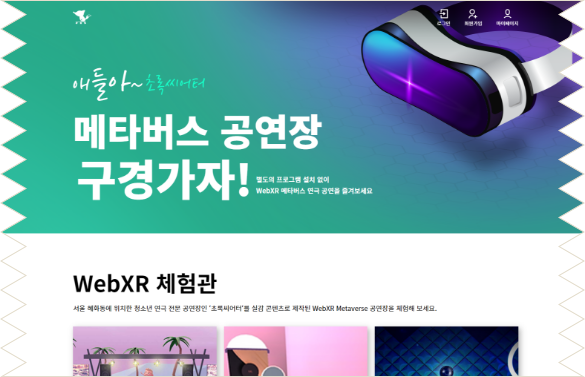 로그인 회원가입 마이페이지
애들아~ 초록씨어터
메타버스 공연장
구경가자!
별도의 프로그램 설치 없이
WebXR 메타버스 연극 공연을 즐겨보세요
WebXR 체험관
서울 혜화동에 위치한 청소년 연극 전문 공연장인 '초록씨어터'를 실감 콘텐츠로 제작된 WebXR Metaverse 공연장을 체험해 보세요.